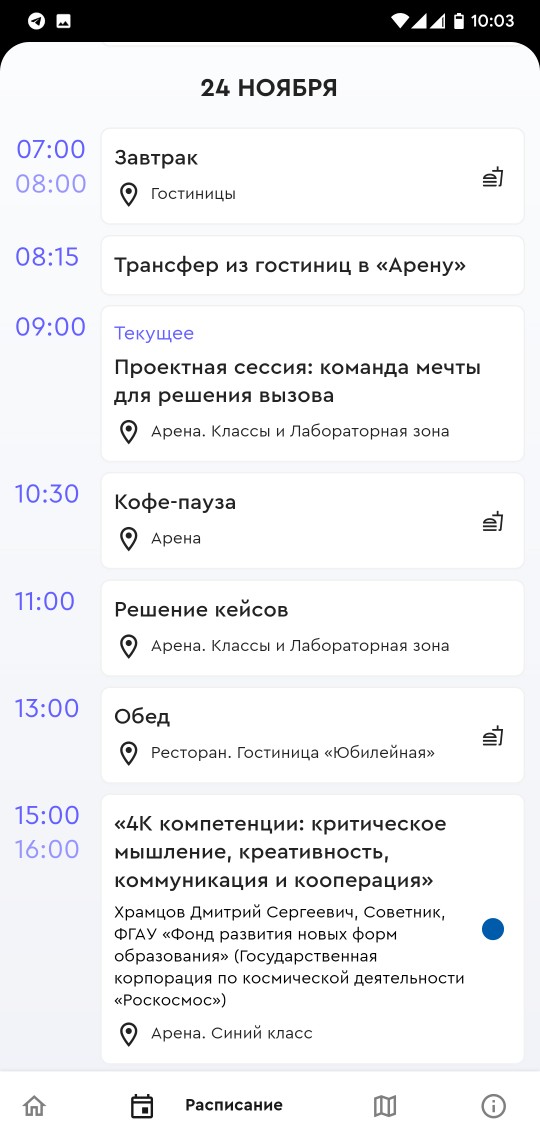 10:03
24 НОЯБРЯ
07:00
08:00
Завтрак
Гостиницы
08:15
Трансфер из гостиниц в «Арену»
09:00
Текущее
Проектная сессия: команда мечты
для решения вызова
Арена. Классы и Лабораторная зона
10:30
Кофе-пауза
Арена
11:00
Решение кейсов
Арена. Классы и Лабораторная зона
13:00
Обед
Ресторан. Гостиница «Юбилейная»
15:00
16:00
«4К компетенции: критическое
мышление, креативность,
коммуникация и кооперация»
Храмцов Дмитрий Сергеевич, Советник,
ФГАУ «Фонд развития новых форм
образования» (Государственная
корпорация по космической деятельности
«Роскосмос»)
Арена. Синий класс
Расписание